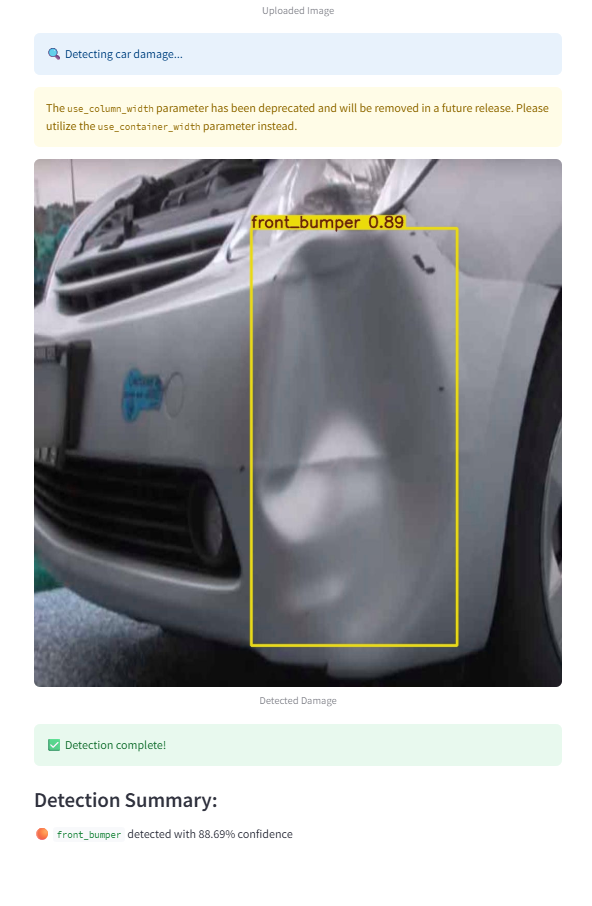 Uploaded Image
🔍 Detecting car damage...
The use_column_width parameter has been deprecated and will be removed in a future release. Please
utilize the use_container_width parameter instead.
front_bumper 0.89
Detected Damage
✅ Detection complete!
Detection Summary:
front_bumper detected with 88.69% confidence